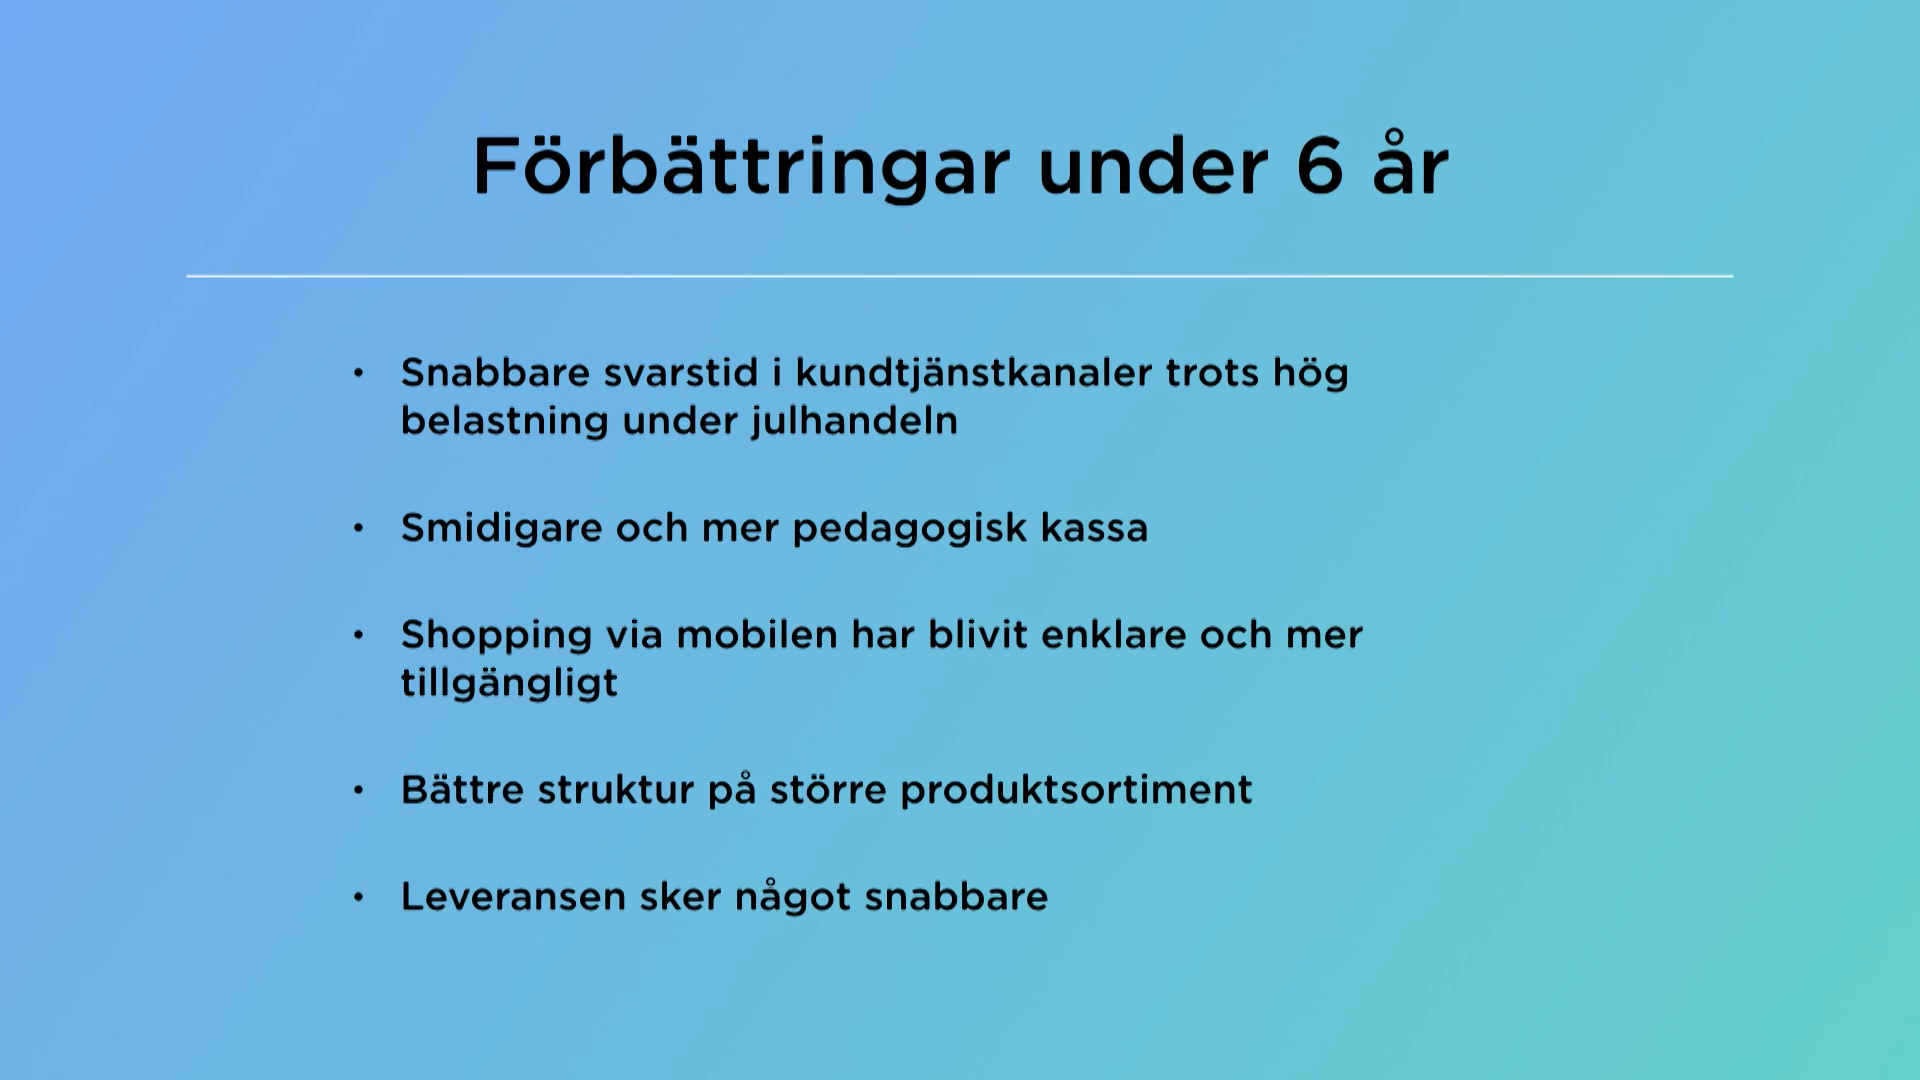 Förbättringar under 6 år
• Snabbare svarstid i kundtjänstkanaler trots hög
belastning under julhandeln
• Smidigare och mer pedagogisk kassa
• Shopping via mobilen har blivit enklare och mer
tillgängligt
• Bättre struktur på större produktsortiment
• Leveransen sker något snabbare